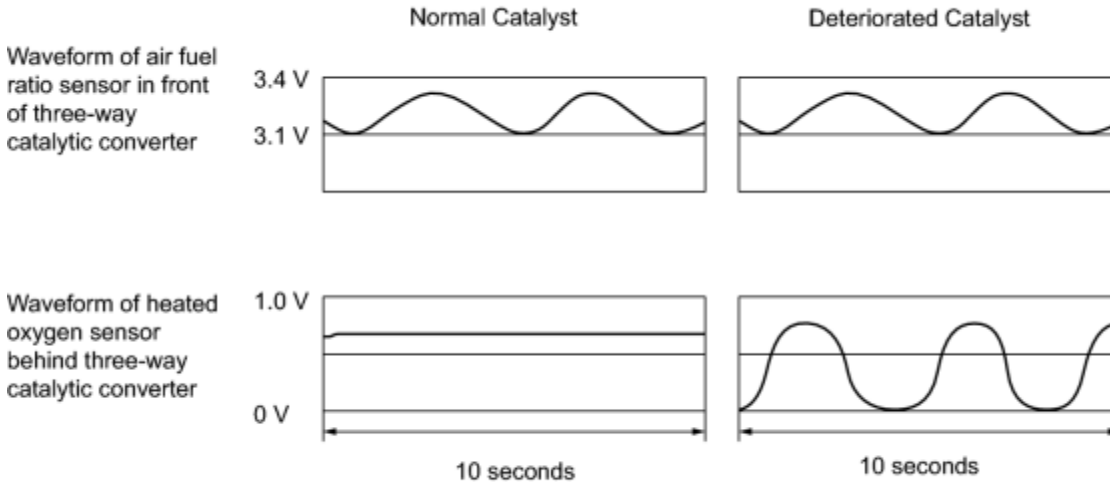 Normal Catalyst
Deteriorated Catalyst
Waveform of air fuel
ratio sensor in front
of three-way
catalytic converter
3.4 V
3.1 V
Waveform of heated
oxygen sensor
behind three-way
catalytic converter
1.0 V
0 V
10 seconds
10 seconds